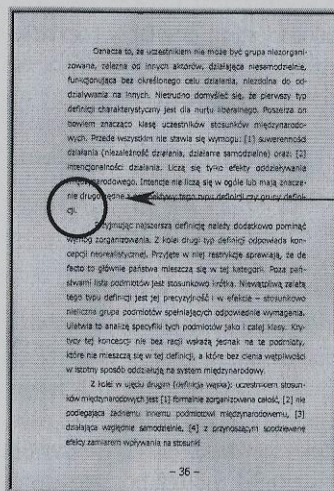 Oznacza to, że uczestnikiem nie może być grupa niezorgani-
zowana, zależna od innych aktorów, działająca niesamodzielnie,
funkcjonująca bez określonego celu działania, niezdolna do od-
działywania na innych. Nietrudno domyślić się, że pierwszy typ
definicji charakterystyczny jest dla nurtu liberalnego. Poszerza on
bowiem znacząco klasę uczestników stosunków międzynarodo-
wych. Przede wszystkim nie stawia się wymogu: [1] suwerenności
działania (niezależność działania, działanie samodzielne) oraz [2]
intencjonalności działania. Liczą się tylko efekty oddziaływania
międzynarodowego. Intencje nie liczą się w ogóle lub mają znacze-
nie drugorzędne z tego typu definicji czy grupy defini-
cji.
Przyjmując najszerszą definicję należy dodatkowo pominąć
wymóg zorganizowania. Z kolei drugi typ definicji odpowiada kon-
cepcji neorealistycznej. Przyjęte w niej restrykcje sprawiają, że de
facto to głównie państwa mieszczą się w tej kategorii. Poza pań-
stwami lista podmiotów jest stosunkowo krótka. Niewątpliwą zaletą
tego typu definicji jest jej precyzyjność i w efekcie – stosunkowo
nieliczna grupa podmiotów spełniających odpowiednie wymagania.
Ułatwia to analizę specyfiki tych podmiotów jako i całej klasy. Kry-
tycy tej koncepcji nie bez racji wskażą jednak na te podmioty,
które nie mieszczą się w tej definicji, a które bez cienia wątpliwości
w istotny sposób oddziałują na system międzynarodowy.
Z kolei w ujęciu drugim (definicja wąska): uczestnikiem stosun-
ków międzynarodowych jest [1] formalnie zorganizowana całość, [2] nie
podlegająca żadnemu innemu podmiotowi międzynarodowemu, [3]
działająca względnie samodzielnie, [4] z przynoszącym spodziewane
efekty zamiarem wpływania na stosunki
– 36 –